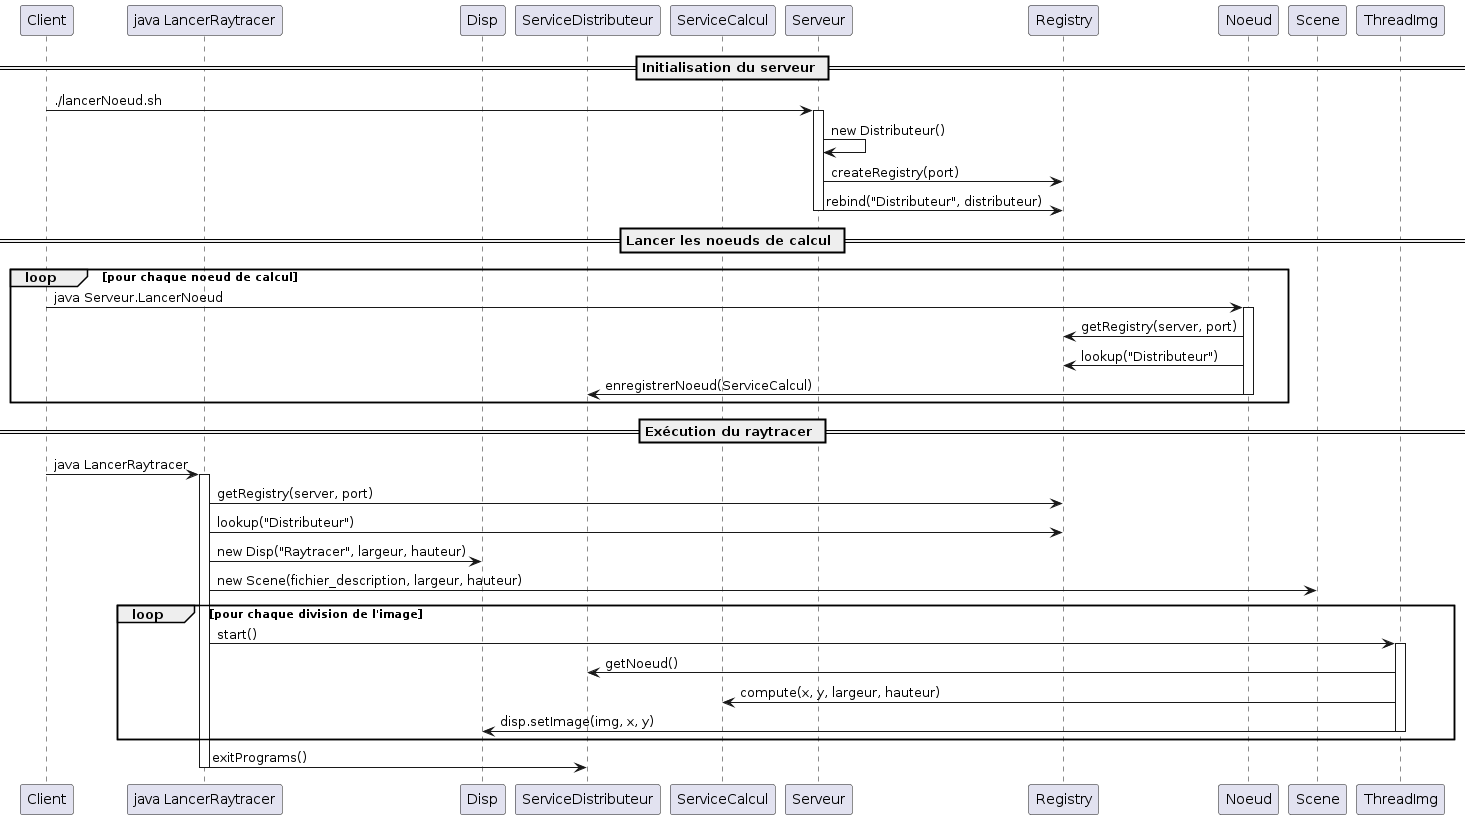 Client
java LancerRaytracer
Disp
ServiceDistributeur
ServiceCalcul
Serveur
Registry
Noeud
Scene
ThreadImg
Initialisation du serveur
./lancerNoeud.sh
new Distributeur()
createRegistry(port)
rebind("Distributeur", distributeur)
Lancer les noeuds de calcul
loop [pour chaque noeud de calcul]
java Serveur.LancerNoeud
getRegistry(server, port)
lookup("Distributeur")
enregistrerNoeud(ServiceCalcul)
Exécution du raytracer
java LancerRaytracer
getRegistry(server, port)
lookup("Distributeur")
new Disp("Raytracer", largeur, hauteur)
new Scene(fichier_description, largeur, hauteur)
loop [pour chaque division de l'image]
start()
getNoeud()
compute(x, y, largeur, hauteur)
disp.setImage(img, x, y)
exitPrograms()
Client
java LancerRaytracer
Disp
ServiceDistributeur
ServiceCalcul
Serveur
Registry
Noeud
Scene
ThreadImg